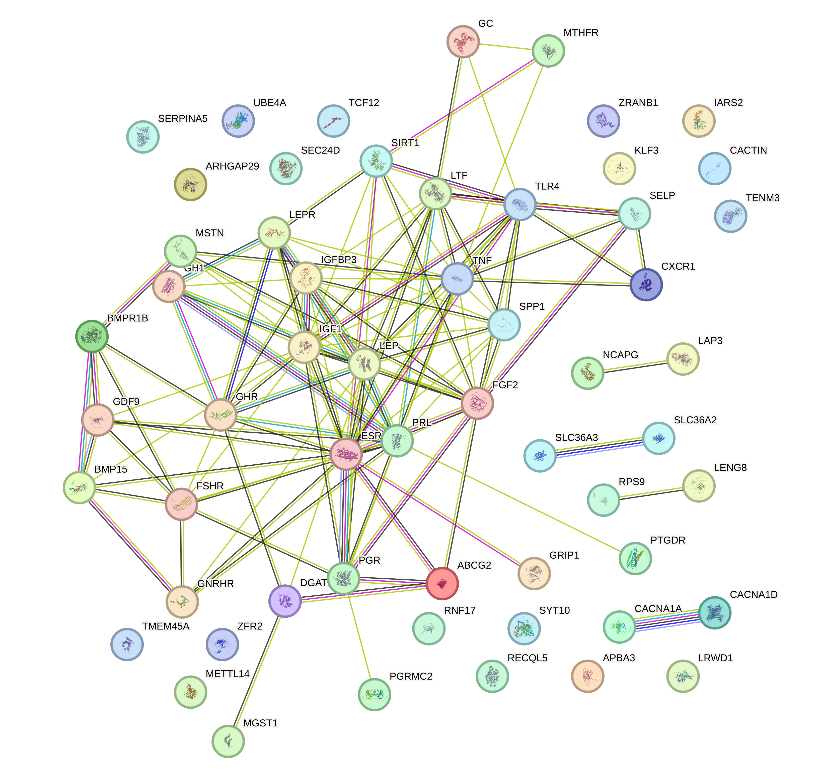 GC
MTHFR
UBE4A
TCF12
SERPINA5
ZRANB1
IARS2
SIRT1
SEC24D
KLF3
CACTIN
ARHGAP29
LTF
TLR4
SELP
TENM3
LEPR
MSTN
IGFBP3
TNF
CXCR1
GH1
SPP1
BMPR1B
IGF1
LEP
NCAPG
LAP3
GDF9
GHR
FGF2
ESR
PRL
SLC36A3
SLC36A2
BMP15
FSHR
RPS9
LENG8
PTGDR
GNRHR
DGAT
PGR
ABCG2
GRIP1
CACNA1A
CACNA1D
TMEM45A
ZFR2
RNF17
SYT10
METTL14
PGRMC2
RECQL5
APBA3
LRWD1
MGST1